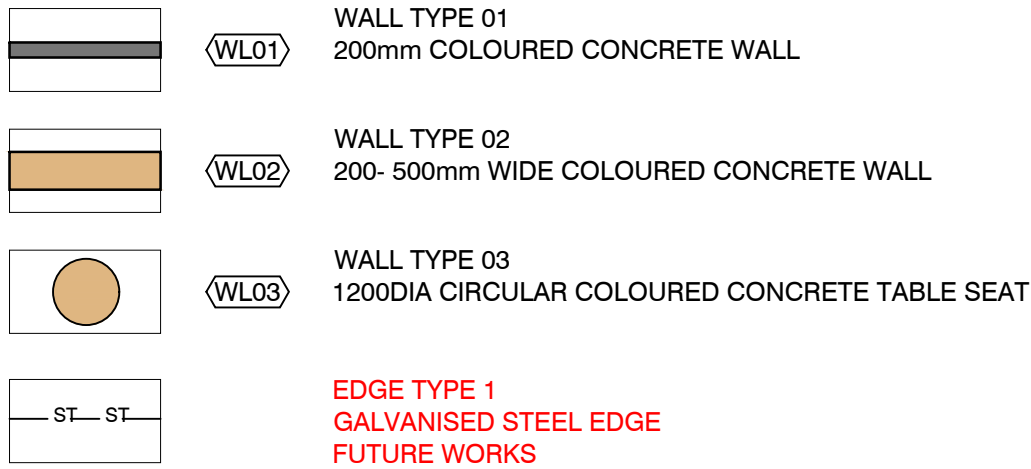 WALL TYPE 01
WL01 200mm COLOURED CONCRETE WALL
WALL TYPE 02
WL02 200- 500mm WIDE COLOURED CONCRETE WALL
WALL TYPE 03
WL03 1200DIA CIRCULAR COLOURED CONCRETE TABLE SEAT
EDGE TYPE 1
ST ST GALVANISED STEEL EDGE
FUTURE WORKS